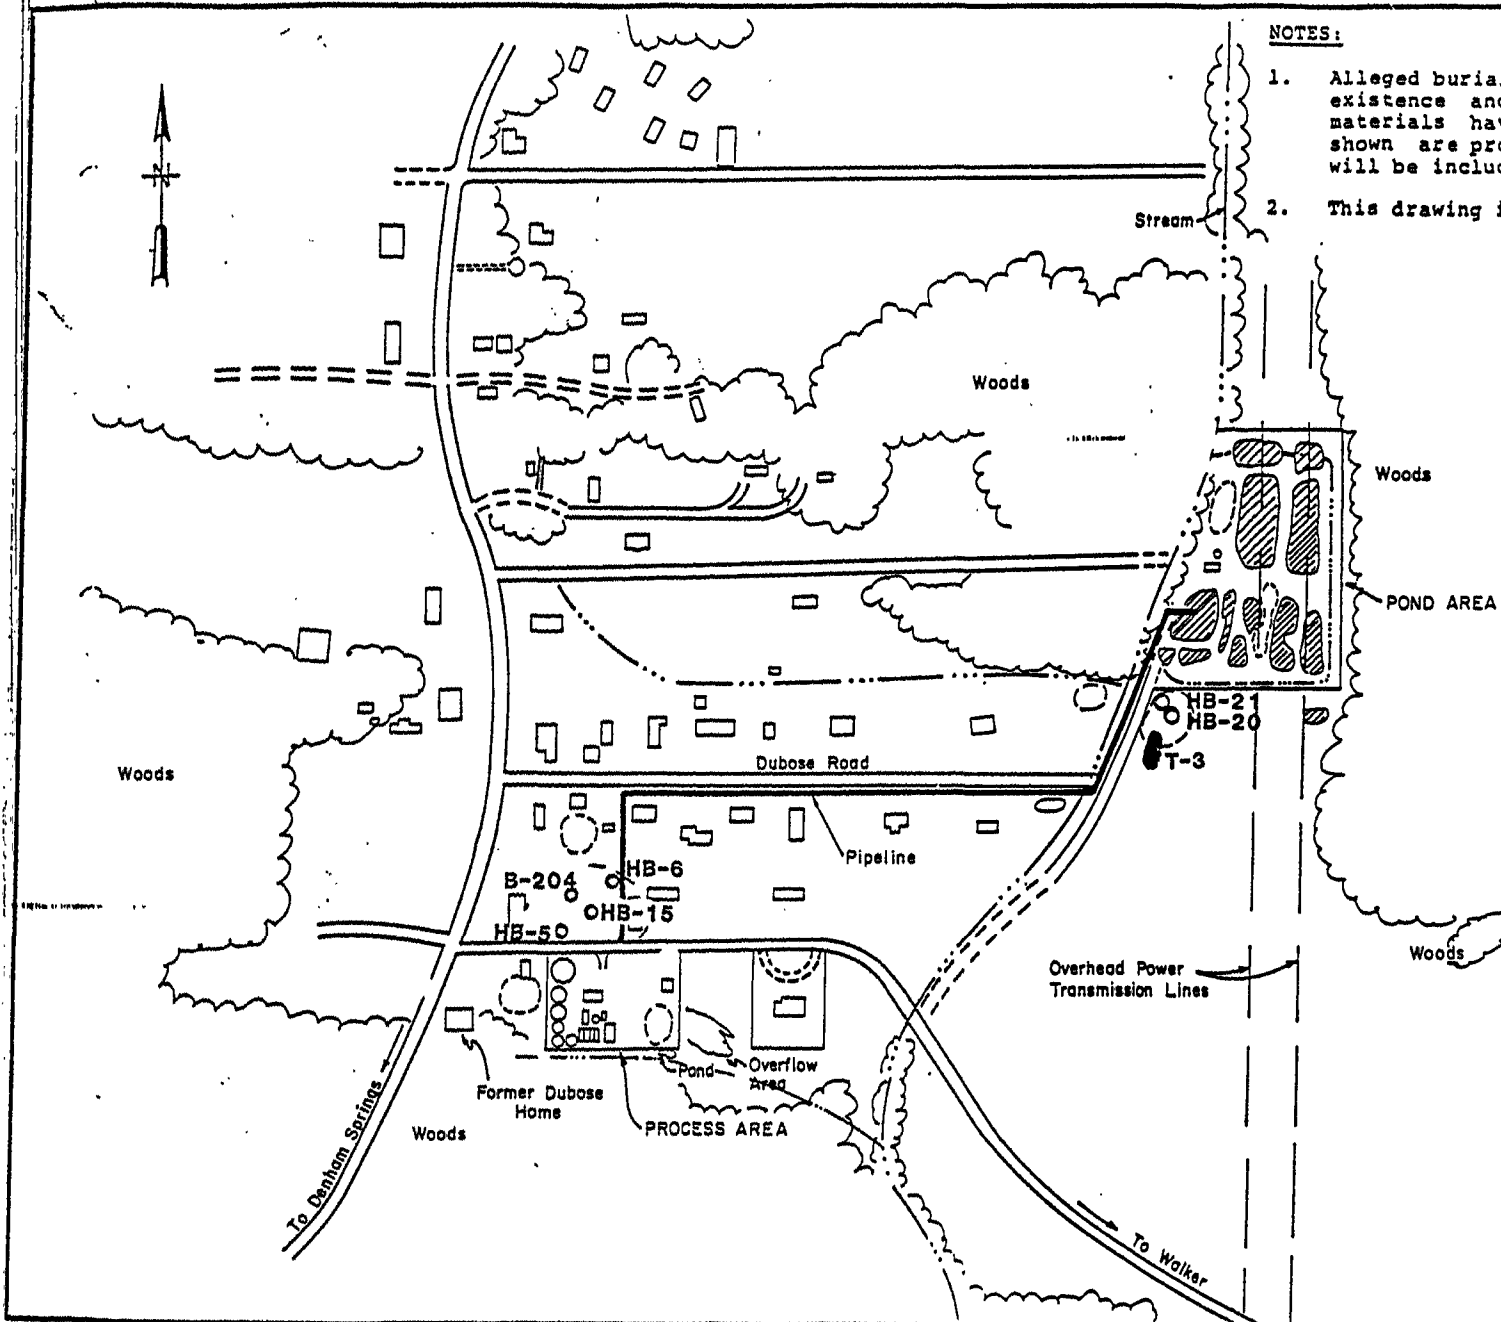 NOTES:
1. Alleged burial
existence and
materials hav
shown are pro
will be includ
2. This drawing i
N
Stream
Woods
Woods
POND AREA
HB-21
HB-20
T-3
Woods
Dubose Road
Pipeline
HB-6
B-204
HB-15
HB-5
Woods
Overhead Power
Transmission Lines
Pond
Overflow
Area
Former Dubose
Home
PROCESS AREA
Woods
To Denham Springs
To Walker